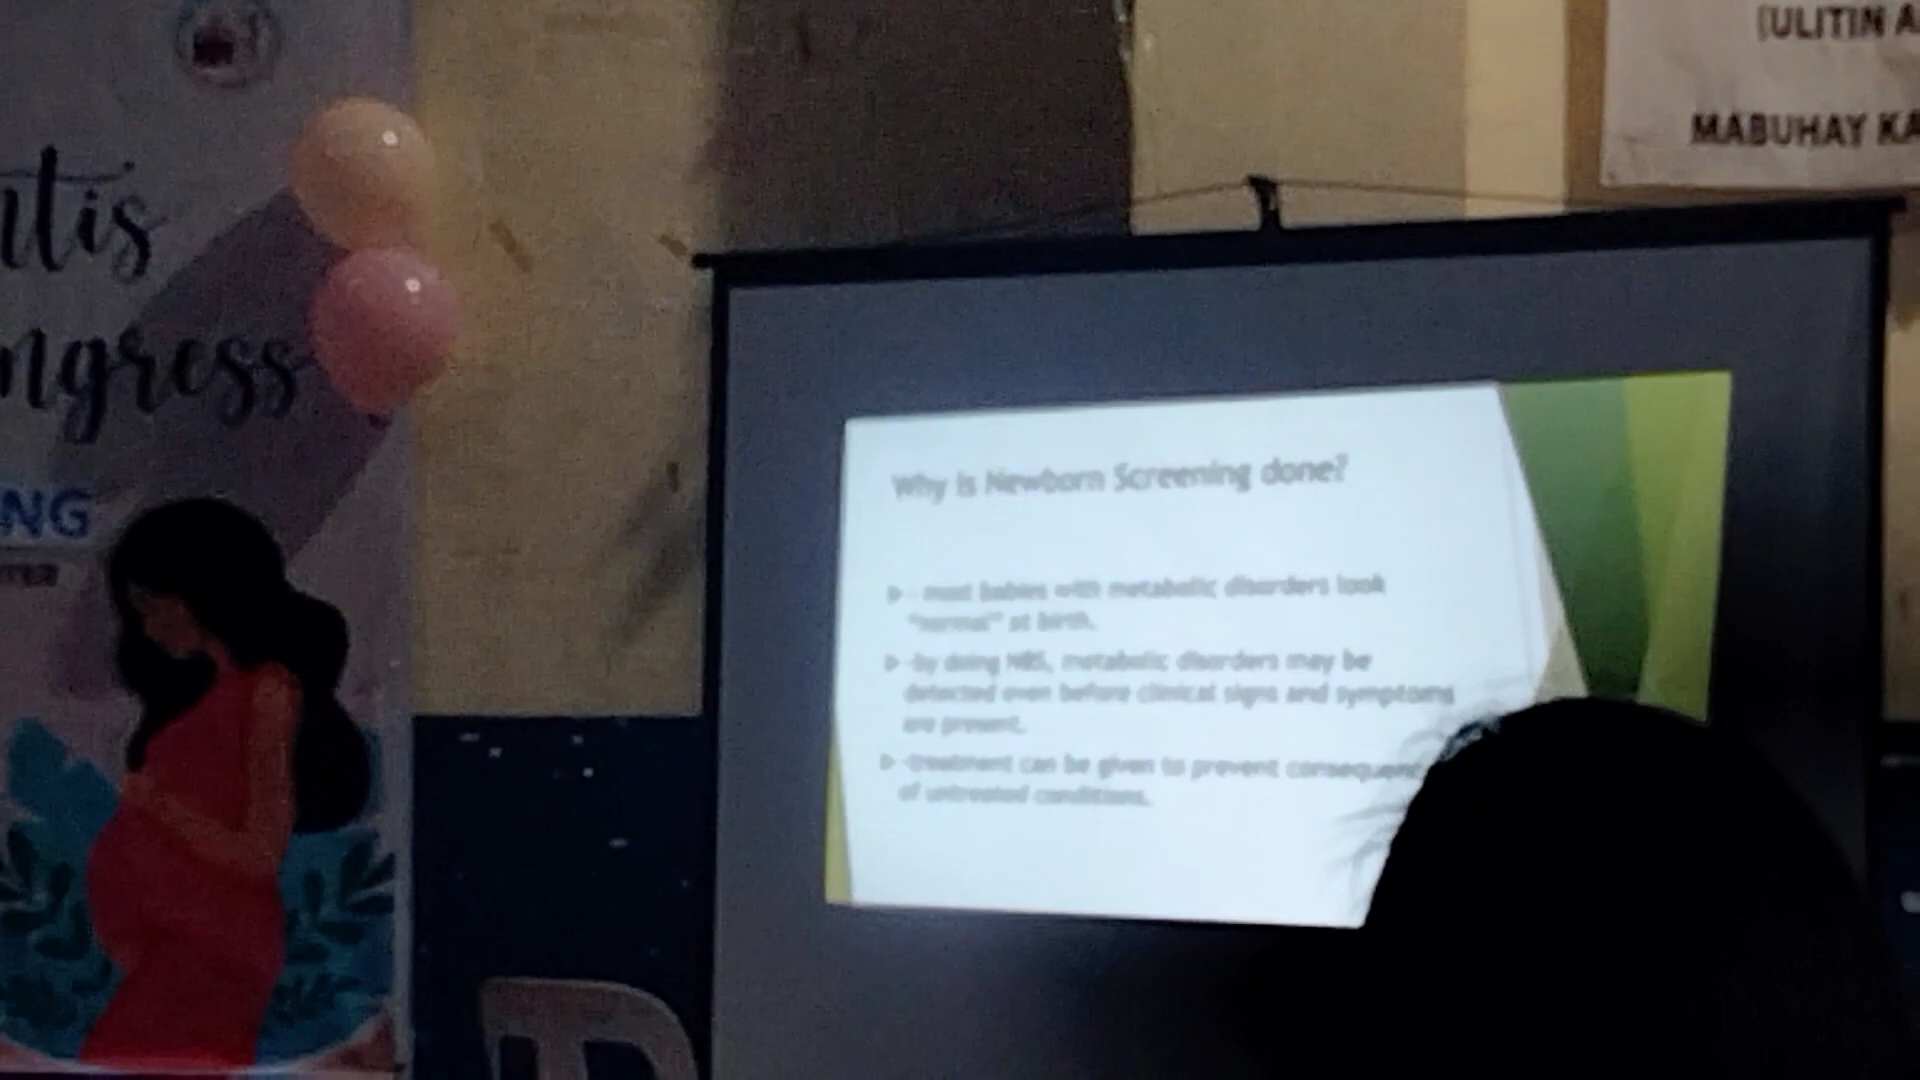 (ULITIN A
MABUHAY KA
ntis
ngress
NG
Why is Newborn Screening done?
- most babies with metabolic disorders look
"normal" at birth.
-by doing NBS, metabolic disorders may be
detected even before clinical signs and symptoms
are present.
-treatment can be given to prevent consequenc
of untreated conditions.